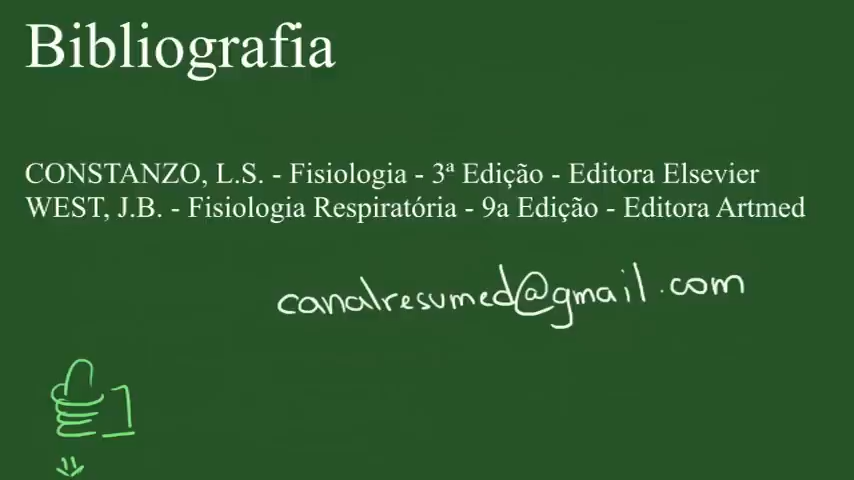 Bibliografia
CONSTANZO, L.S. - Fisiologia - 3ª Edição - Editora Elsevier
WEST, J.B. - Fisiologia Respiratória - 9a Edição - Editora Artmed
canalresumed@gmail.com